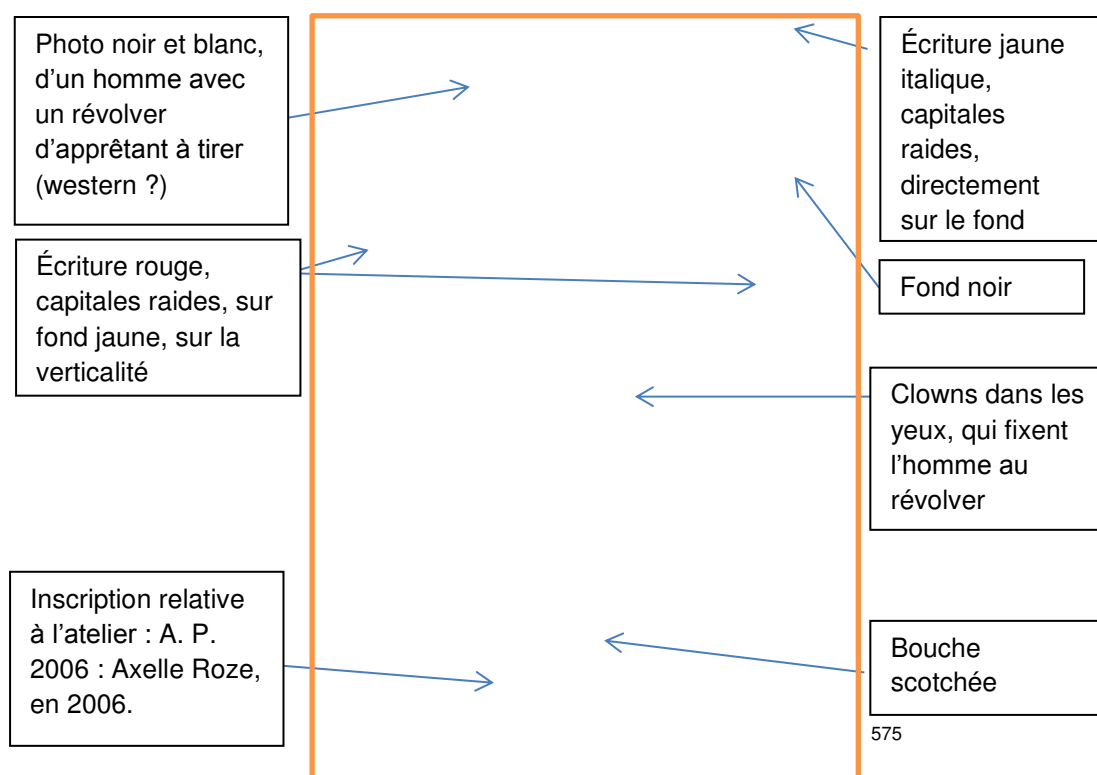 Photo noir et blanc,
d'un homme avec
un révolver
d'apprêtant à tirer
(western ?)
Écriture jaune
italique,
capitales
raides,
directement
sur le fond
Écriture rouge,
capitales raides, sur
fond jaune, sur la
verticalité
Fond noir
Clowns dans les
yeux, qui fixent
l'homme au
révolver
Inscription relative
à l'atelier : A. P.
2006 : Axelle Roze,
en 2006.
Bouche
scotchée
575